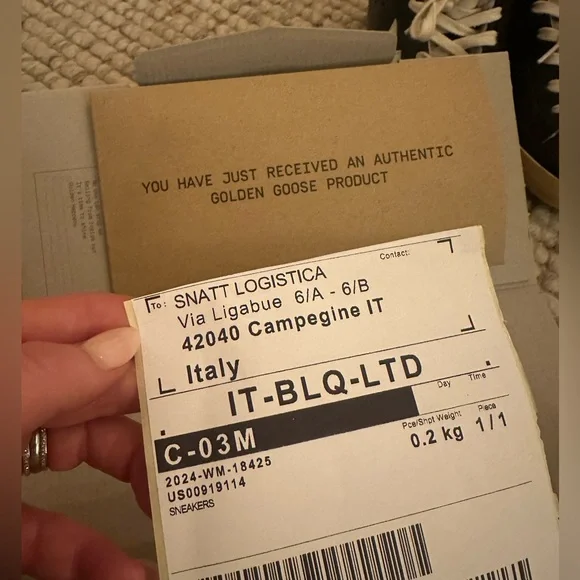 YOU HAVE JUST RECEIVED AN AUTHENTIC
GOLDEN GOOSE PRODUCT
Contact:
To: SNATT LOGISTICA
Via Ligabue 6/A - 6/B
42040 Campegine IT
Italy
IT-BLQ-LTD
Day Time
C-03M
Pce/Shpt Weight Piece
0.2 kg 1/1
2024-WM-18425
US00919114
SNEAKERS